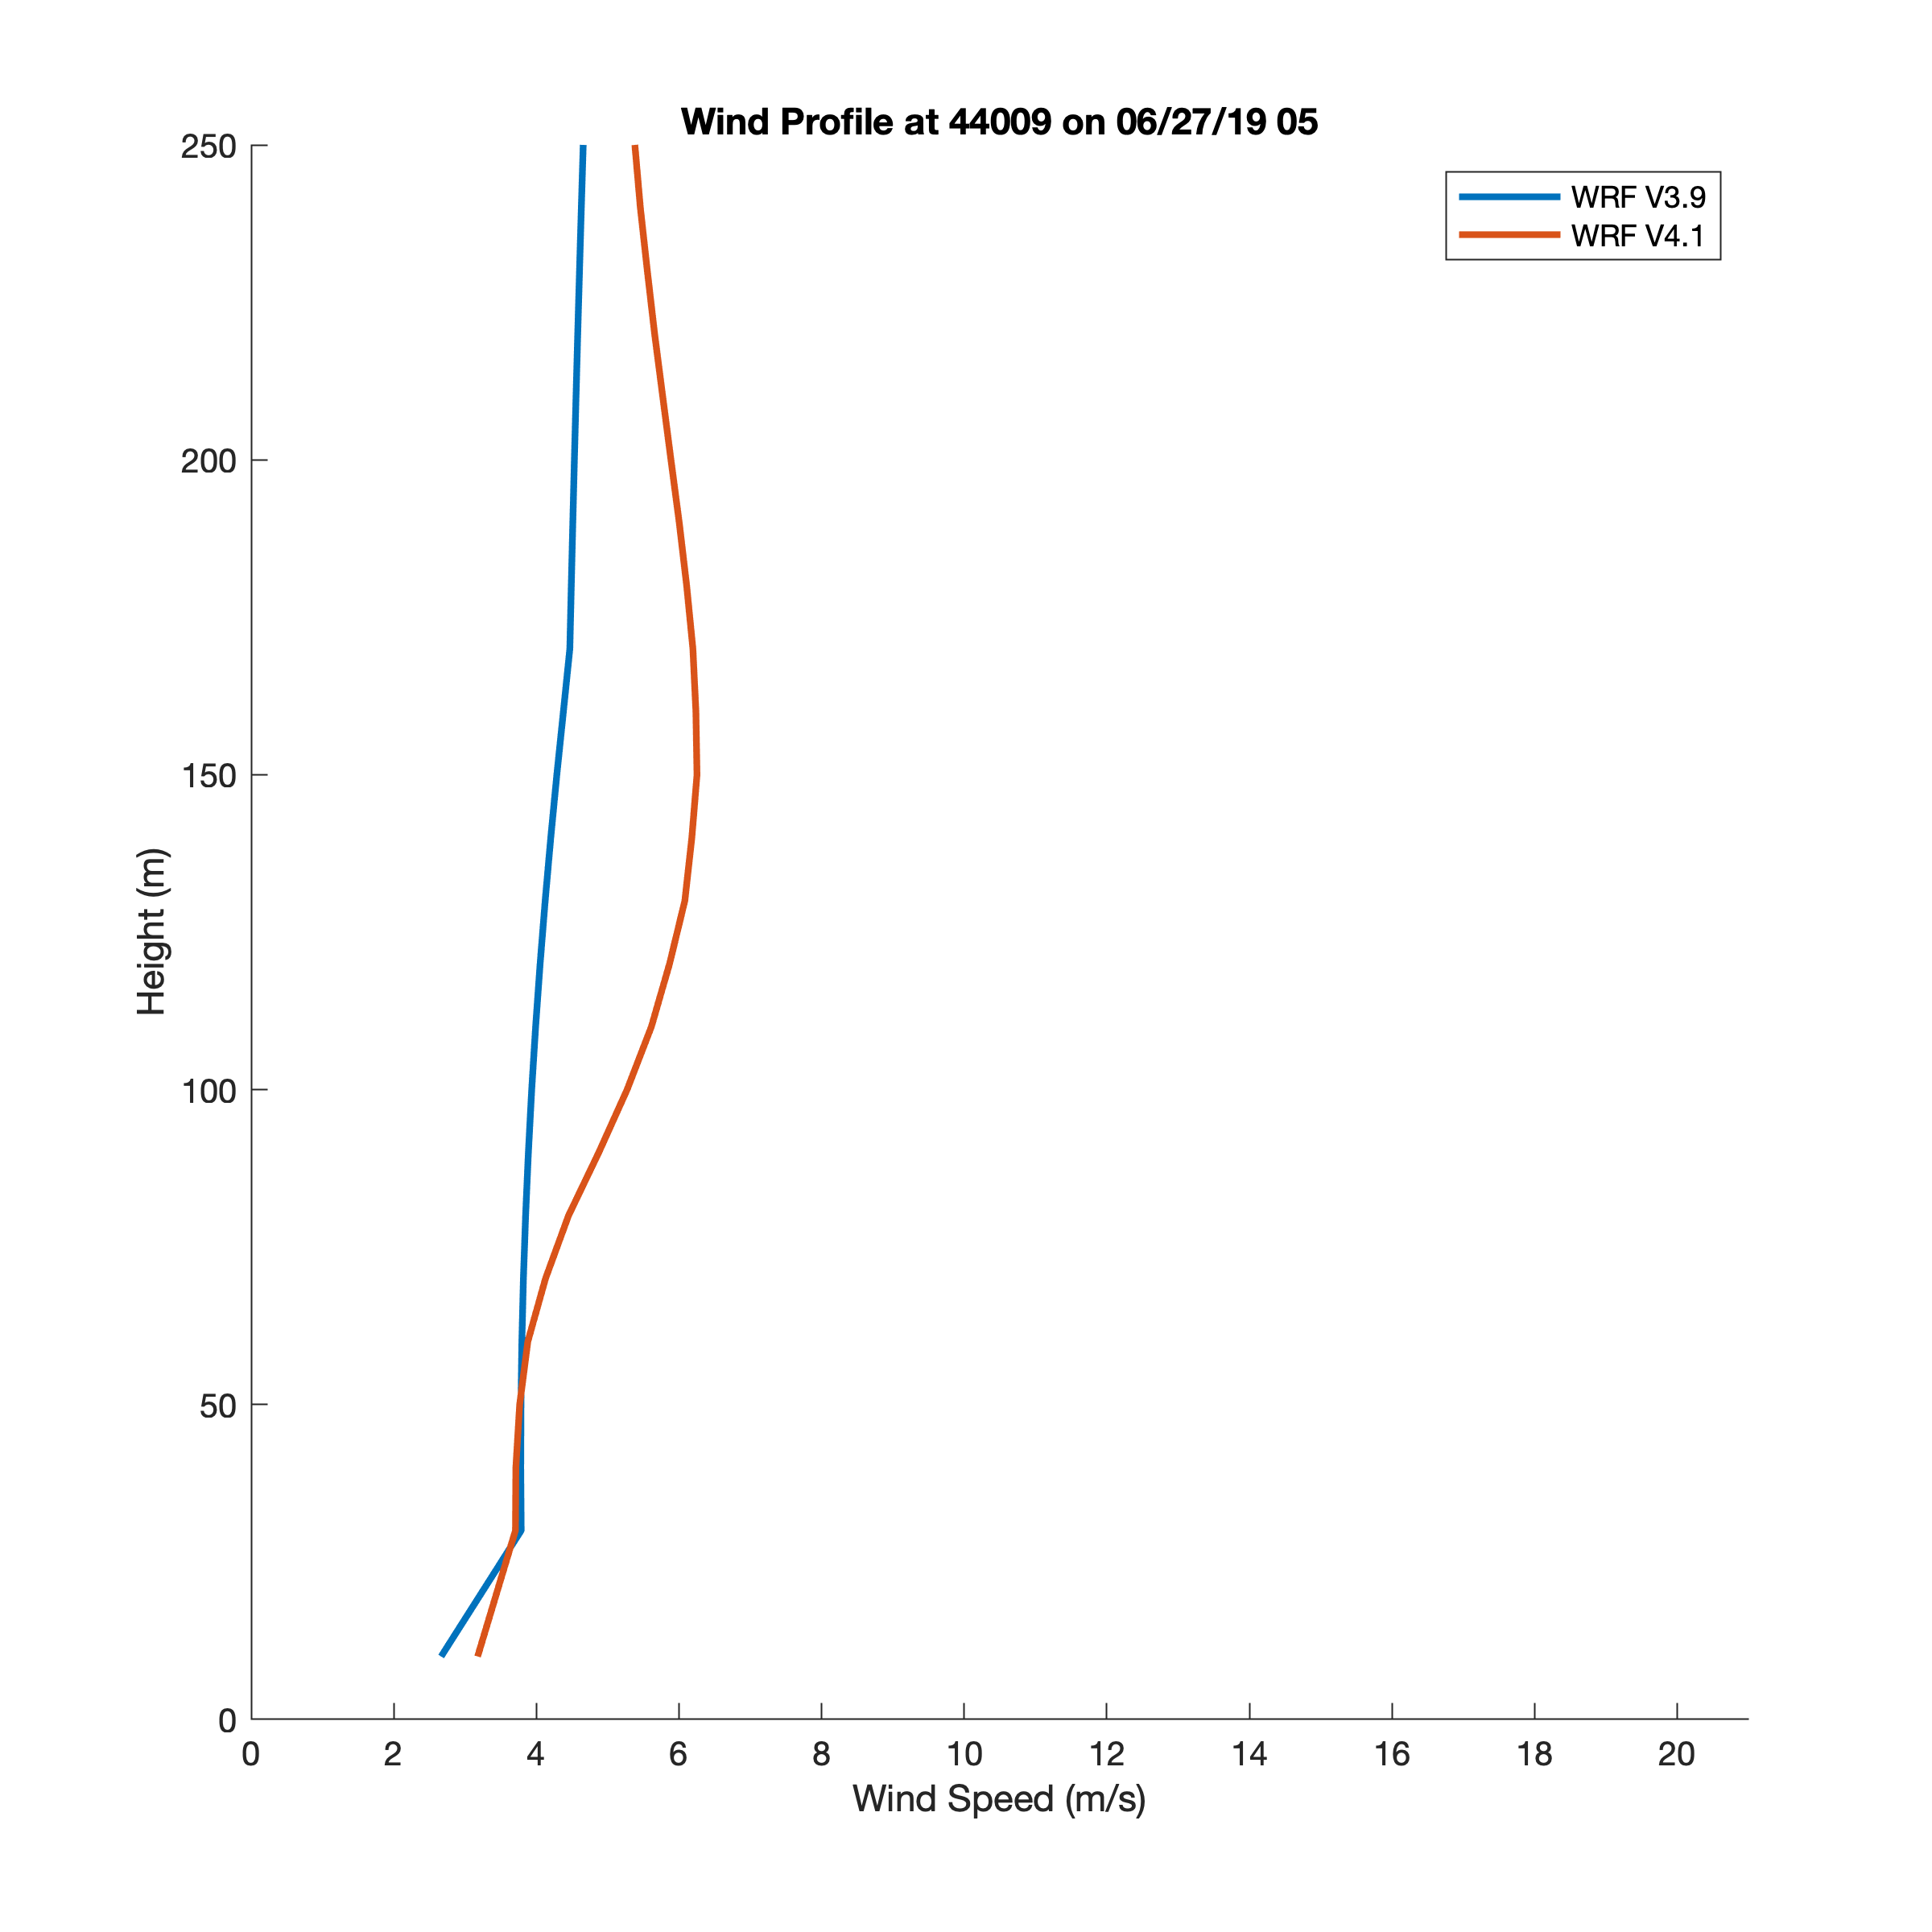 Wind Profile at 44009 on 06/27/19 05
WRF V3.9
WRF V4.1
250
200
150
100
50
0
Height (m)
0 2 4 6 8 10 12 14 16 18 20
Wind Speed (m/s)